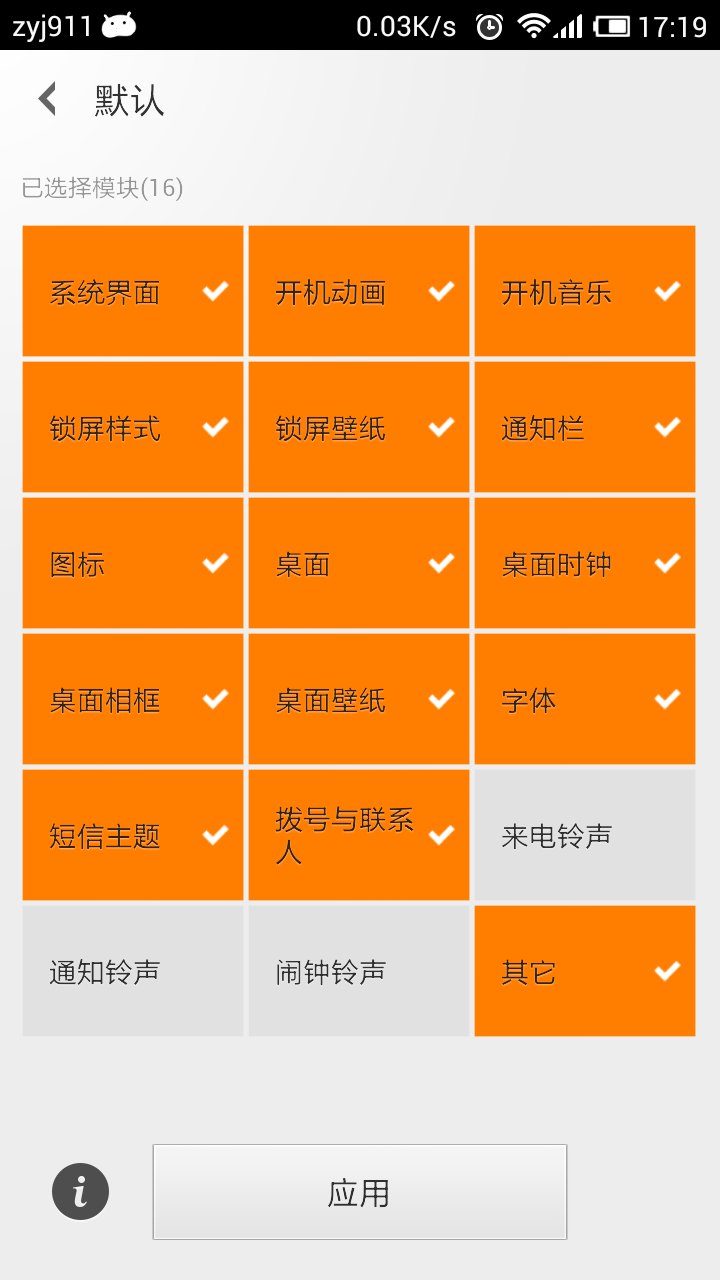 zyj911 0.03K/s 17:19
默认
已选择模块(16)
系统界面 开机动画 开机音乐
锁屏样式 锁屏壁纸 通知栏
图标 桌面 桌面时钟
桌面相框 桌面壁纸 字体
短信主题 拨号与联系
人 来电铃声
通知铃声 闹钟铃声 其它
i 应用